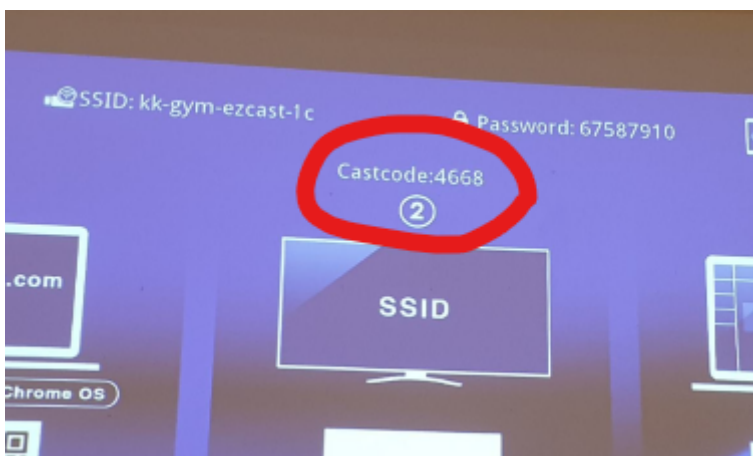 SSID: kk-gym-ezcast-1c
Password: 67587910
Castcode:4668
2
.com
SSID
Chrome OS